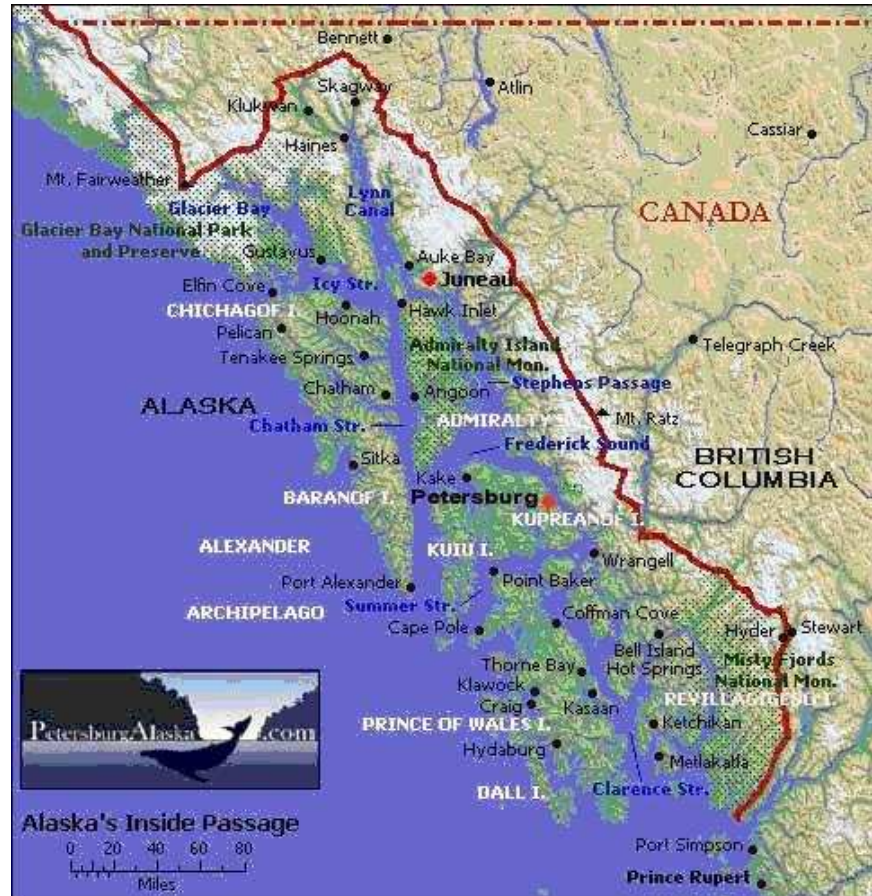 Bennett
Skagway
Atlin
Klukwan
Cassiar
Haines
Mt. Fairweather
Lynn
Canal
CANADA
Glacier Bay
Glacier Bay National Park
and Preserve
Gustavus
Auke Bay
Juneau
Elfin Cove
Icy Str.
CHICHAGOF I.
Hoonah
Hawk Inlet
Pelican
Admiralty Island
National Mon.
Telegraph Creek
Tenakee Springs
Stephens Passage
Chatham
Angoon
ALASKA
ADMIRALTY
Mt. Ratz
Chatham Str.
Frederick Sound
BRITISH
COLUMBIA
Sitka
Kake
BARANOF I.
Petersburg
KUPREANOF I.
ALEXANDER
KUIU I.
Wrangell
Port Alexander
Point Baker
Summer Str.
ARCHIPELAGO
Coffman Cove
Cape Pole
Hyder
Stewart
Bell Island
Hot Springs
Misty Fjords
National Mon.
Thorne Bay
Klawock
REVILLAGIGEDO I.
Craig
Kasaan
PRINCE OF WALES I.
Ketchikan
Hydaburg
Metlakatla
DALL I.
Clarence Str.
PetersburgAlaska.com
Alaska's Inside Passage
0 20 40 60 80
Miles
Port Simpson
Prince Rupert